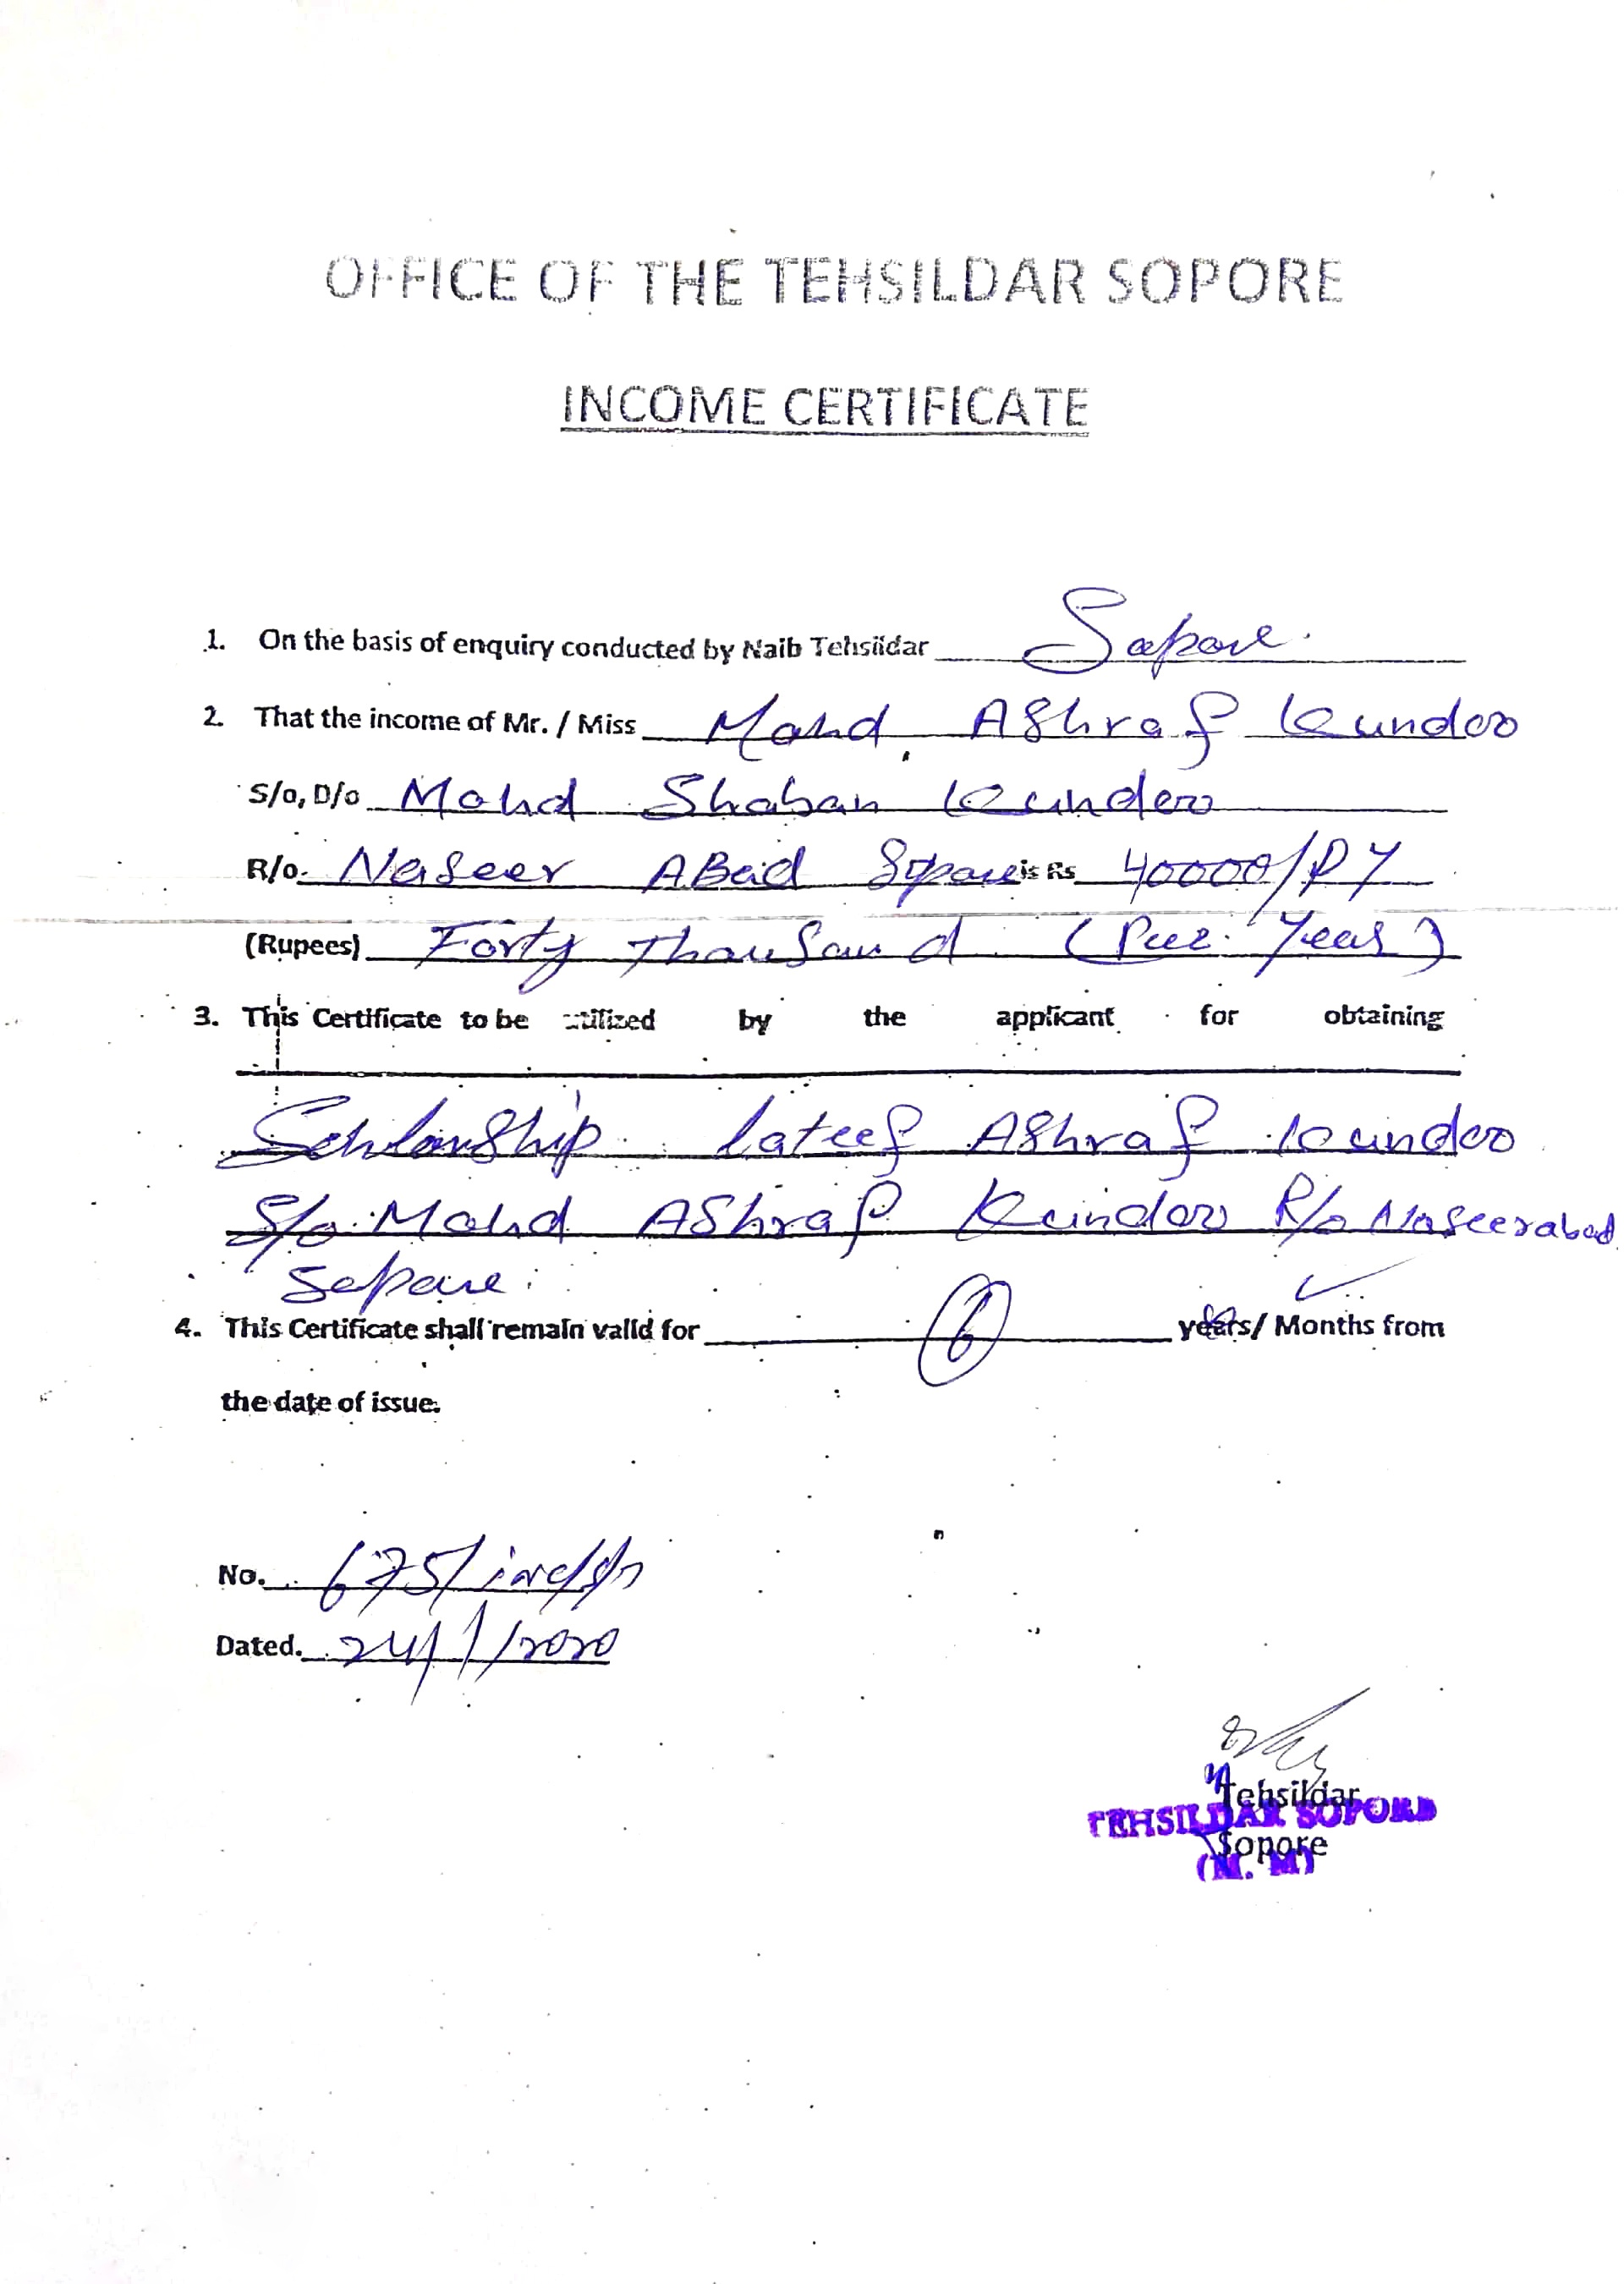 OFFICE OF THE TEHSILDAR SOPORE
INCOME CERTIFICATE
1. On the basis of enquiry conducted by Naib Tehsildar Sopore.
2. That the income of Mr. / Miss Mohd Ashraf Kundoo
S/o, D/o Mohd Shaban Kundoo
R/o. Naseer ABad Sopore is Rs 40000/PY
(Rupees) Forty Thousand (Per Year)
3. This Certificate to be utilized by the applicant for obtaining
Scholarship Lateef Ashraf Kundoo
S/o Mohd Ashraf Kundoo R/o Naseerabad
Sopore
4. This Certificate shall remain valid for 6 years/ Months from
the date of issue.
No. 675/
Dated. 24/1/2020
Tehsildar
TEHSILDAR SOPORE
Sopore
(N. M)